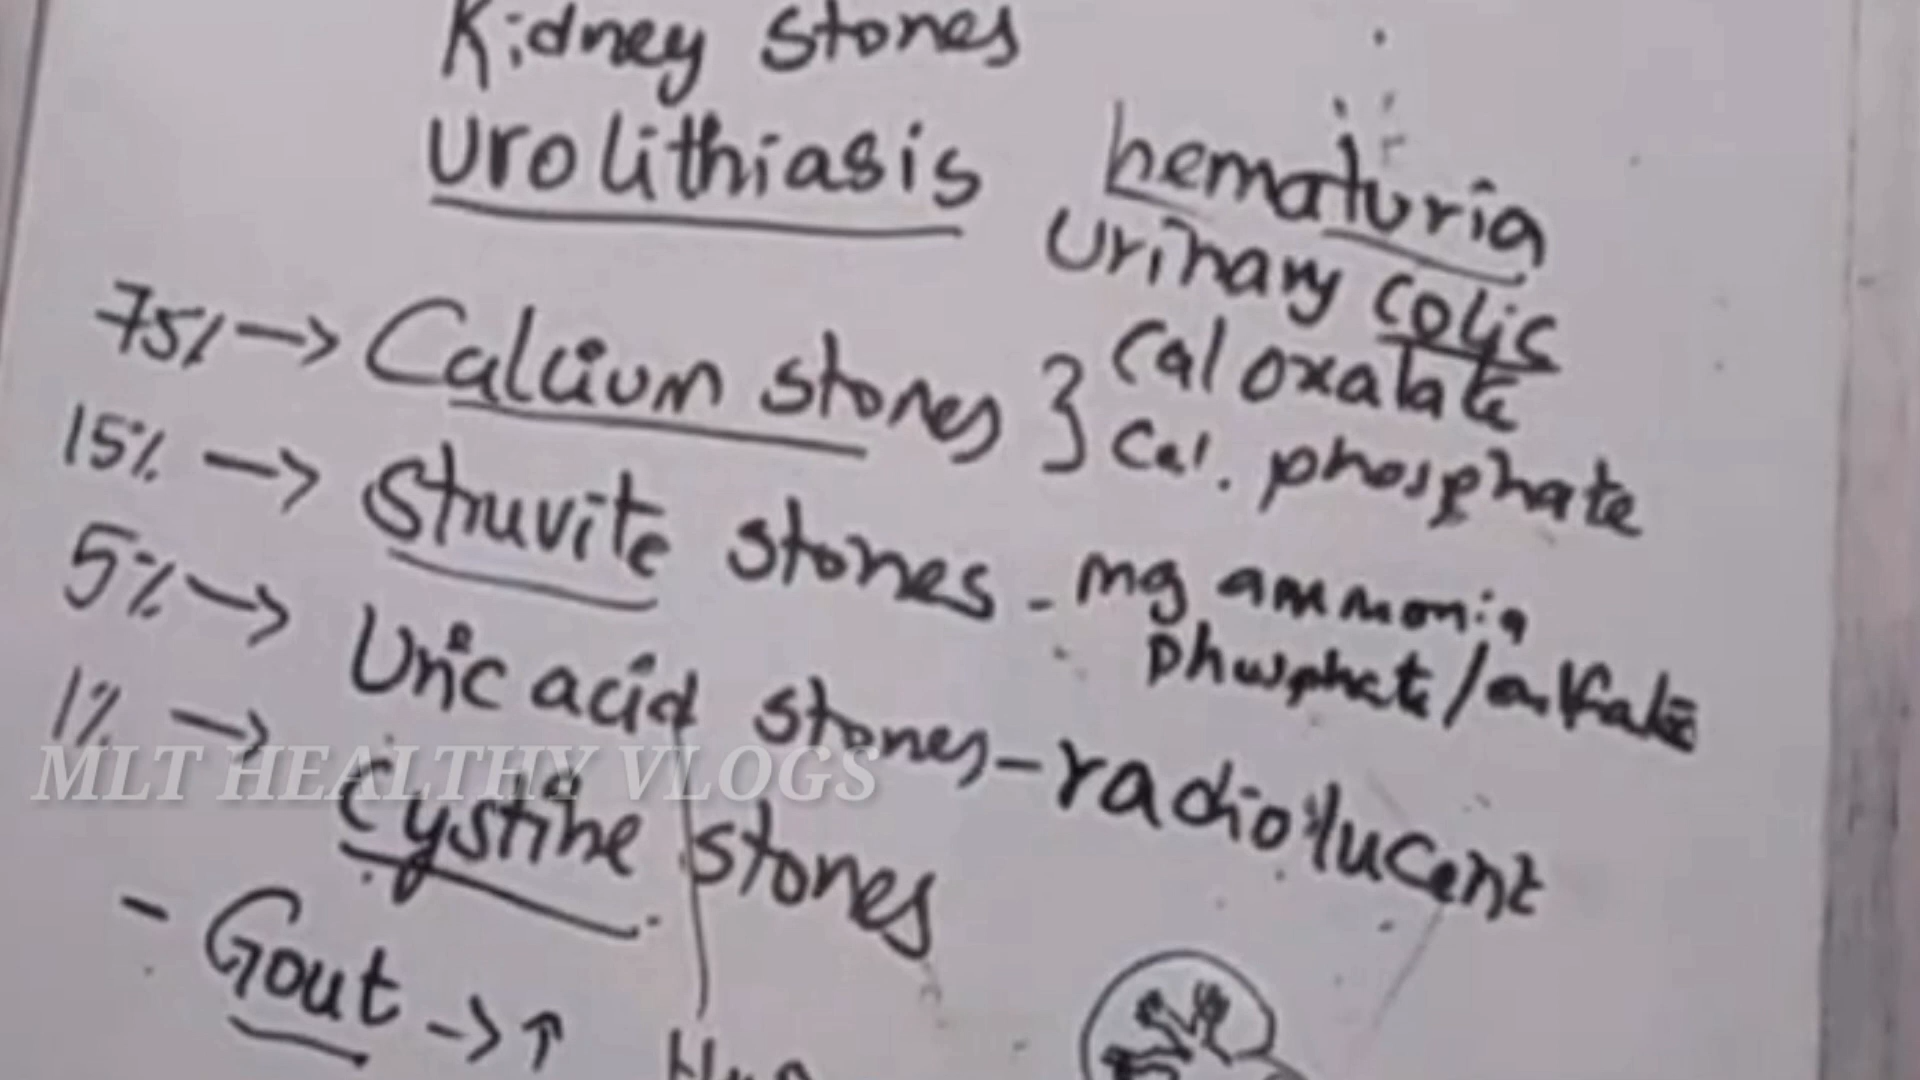 Kidney stones
Urolithiasis
hematuria
Urinary colic
75% → Calcium stones } Cal oxalate
Cal. phosphate
15% → Struvite stones - mg ammonia
phosphate /
5% → Uric acid stones – radiolucent
1% → Cystine stones
- Gout → ↑
MLT HEALTHY VLOGS